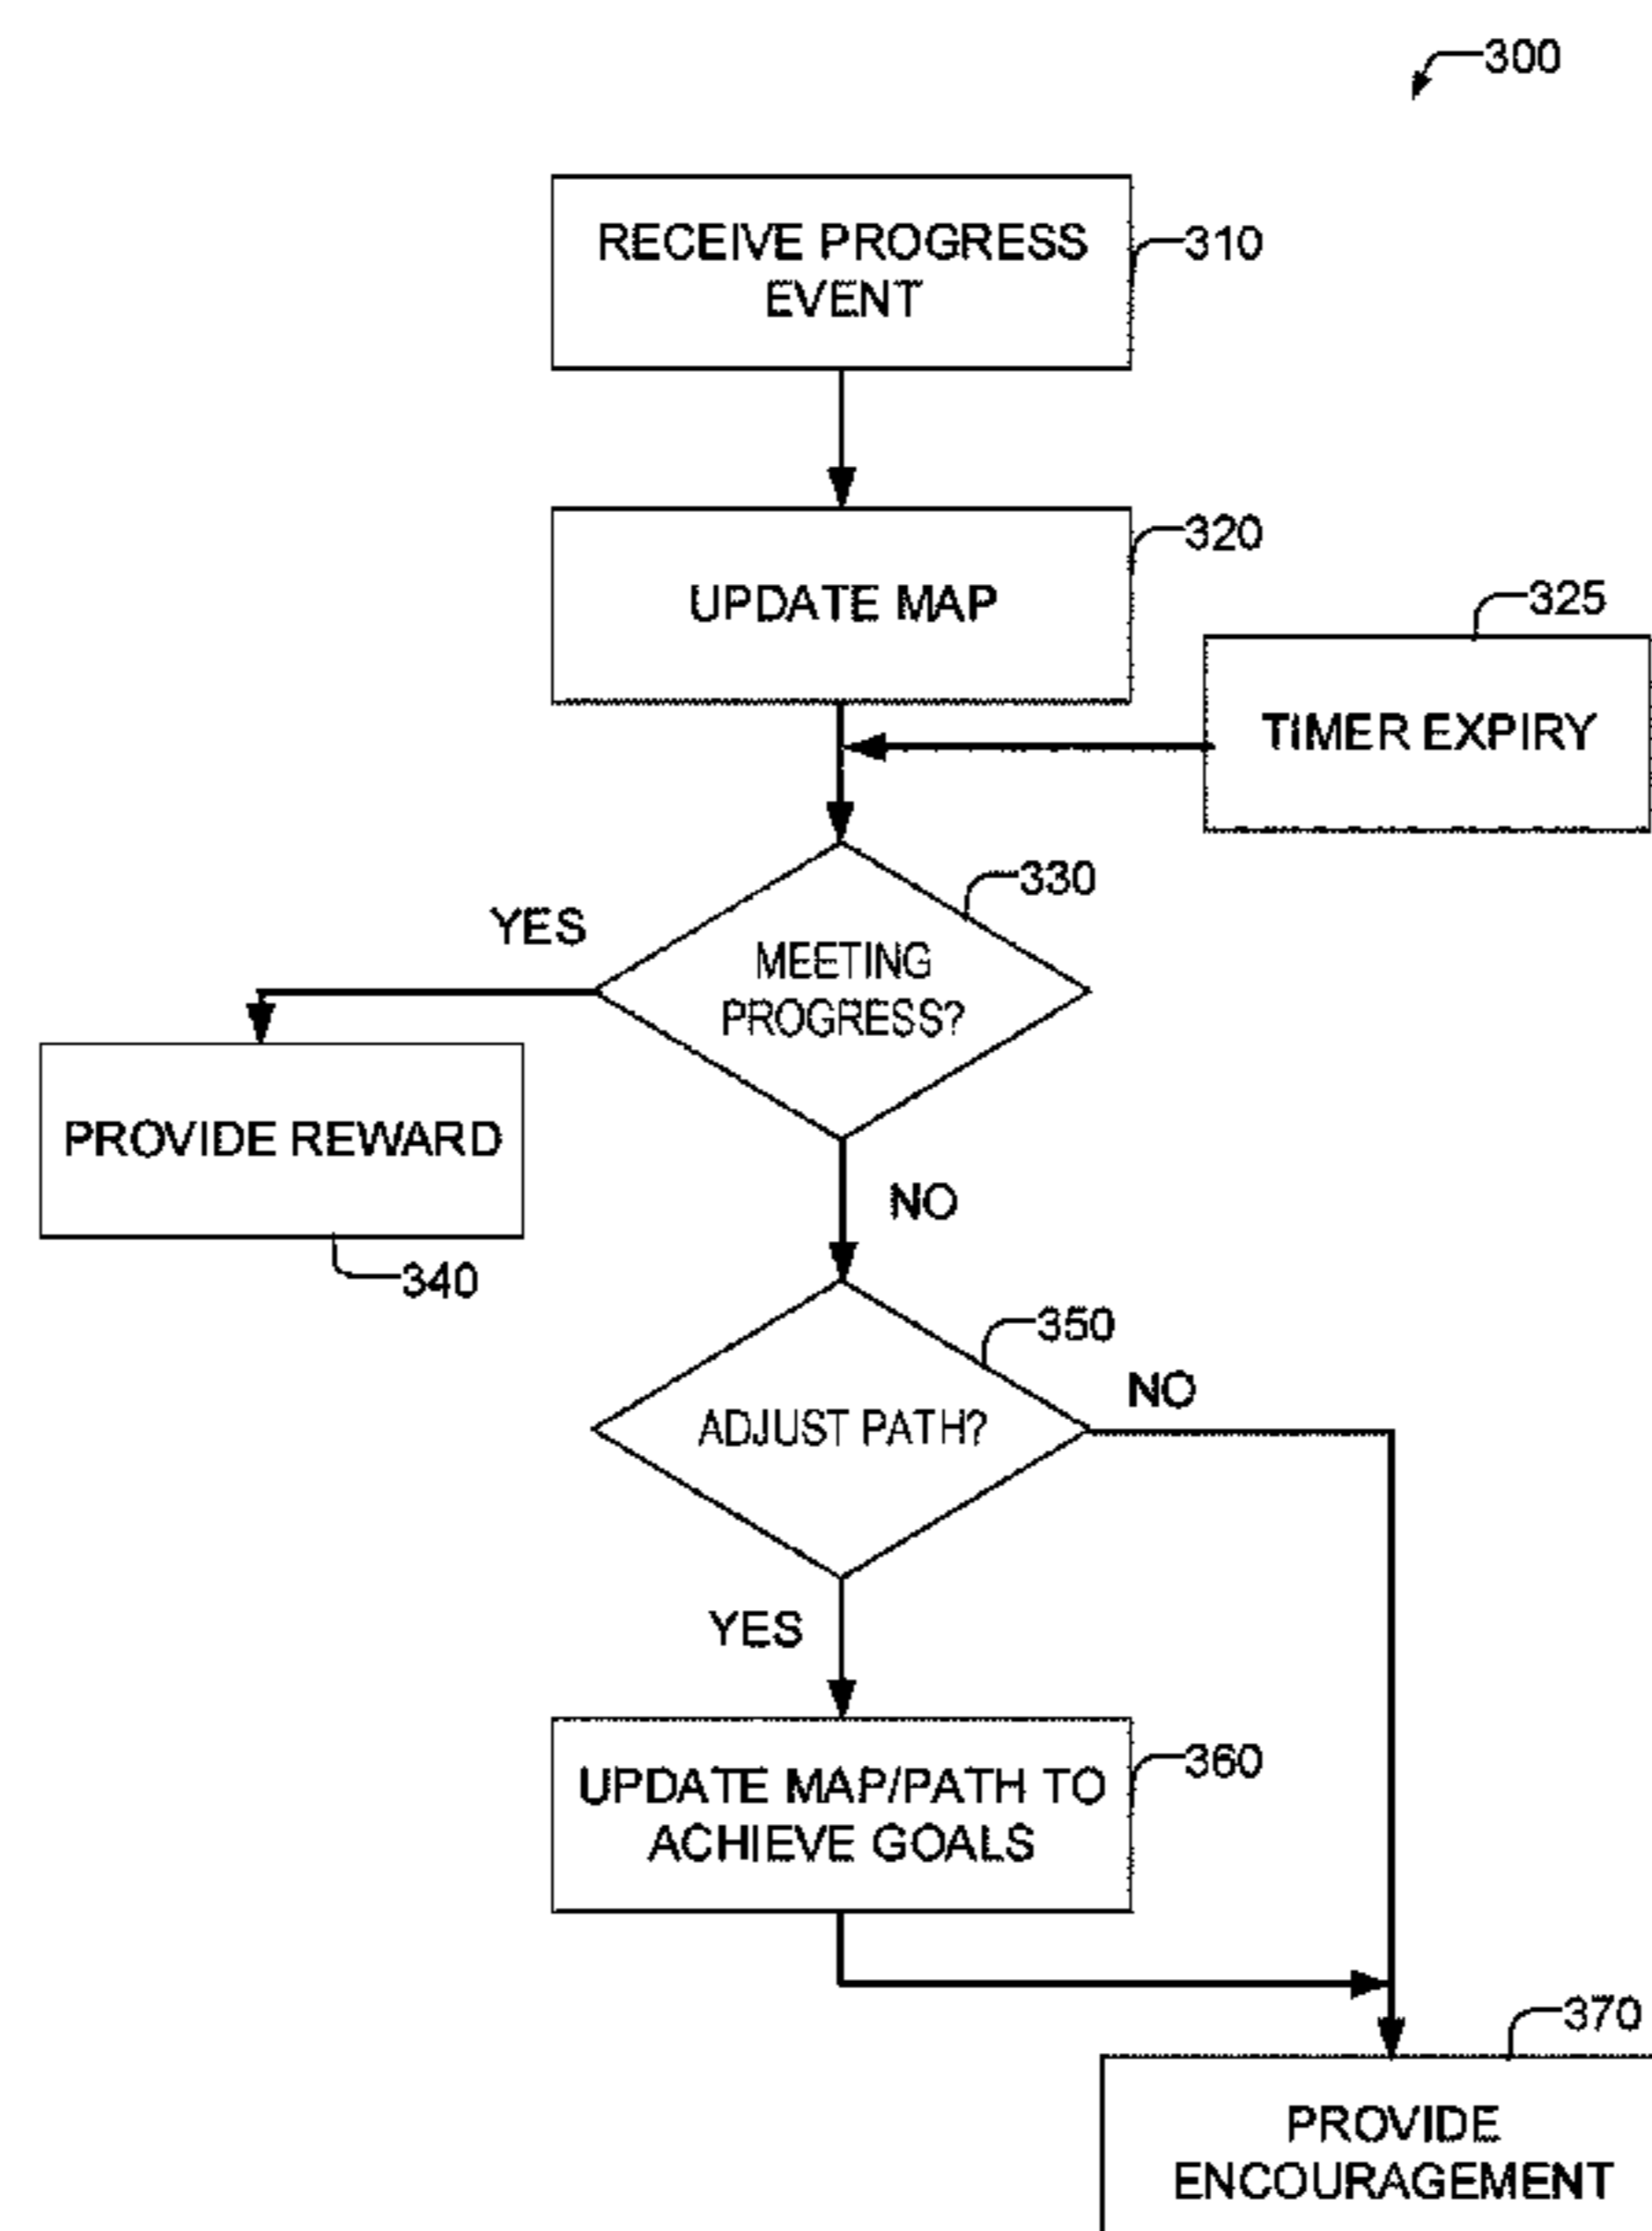 300
RECEIVE PROGRESS
EVENT
310
UPDATE MAP
320
325
TIMER EXPIRY
330
YES
MEETING
PROGRESS?
PROVIDE REWARD
340
NO
350
ADJUST PATH?
NO
YES
360
UPDATE MAP/PATH TO
ACHIEVE GOALS
370
PROVIDE
ENCOURAGEMENT